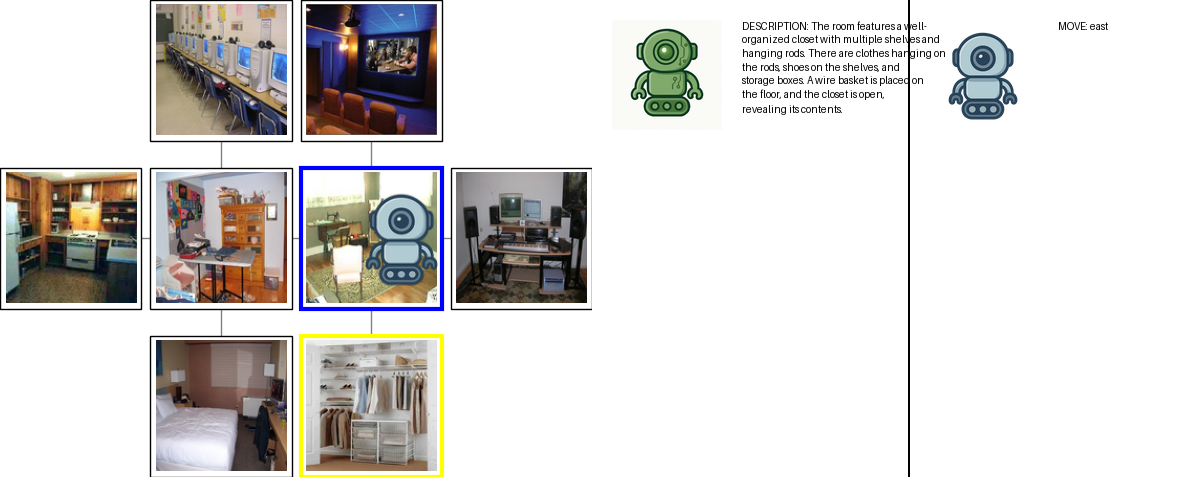 DESCRIPTION: The room features a well-
organized closet with multiple shelves and
hanging rods. There are clothes hanging on
the rods, shoes on the shelves, and
storage boxes. A wire basket is placed on
the floor, and the closet is open,
revealing its contents.
MOVE: east